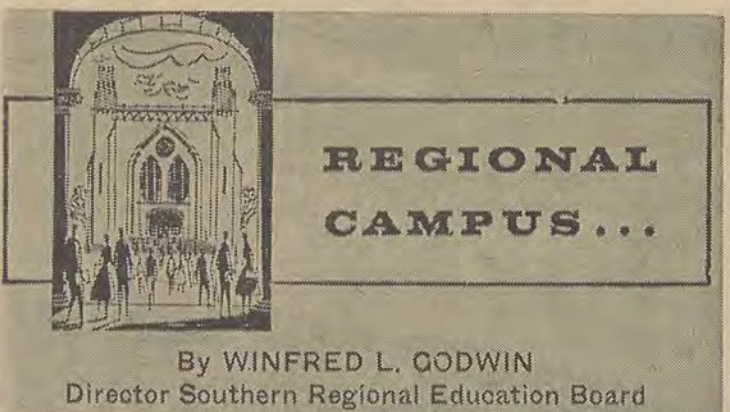 REGIONAL
CAMPUS...
By WINFRED L. GODWIN
Director Southern Regional Education Board